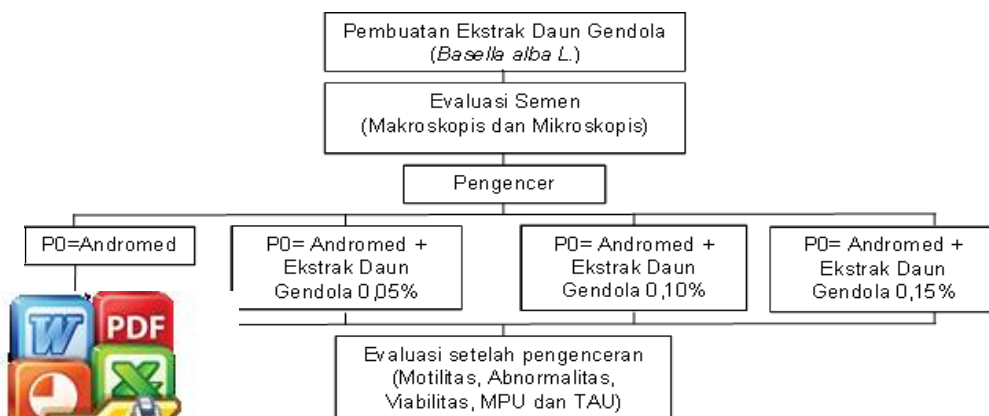 Pembuatan Ekstrak Daun Gendola
(Basella alba L.)
Evaluasi Semen
(Makroskopis dan Mikroskopis)
Pengencer
P0=Andromed
P0= Andromed +
Ekstrak Daun
Gendola 0,05%
P0= Andromed +
Ekstrak Daun
Gendola 0,10%
P0= Andromed +
Ekstrak Daun
Gendola 0,15%
W
PDF
X
Evaluasi setelah pengenceran
(Motilitas, Abnormalitas,
Viabilitas, MPU dan TAU)